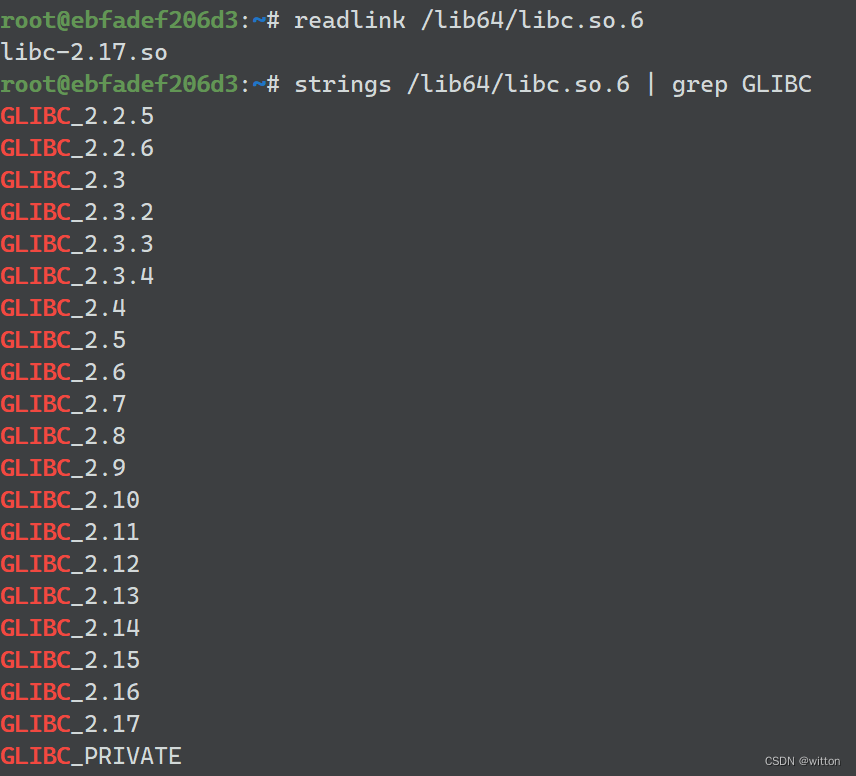 root@ebfadef206d3:~# readlink /lib64/libc.so.6
libc-2.17.so
root@ebfadef206d3:~# strings /lib64/libc.so.6 | grep GLIBC
GLIBC_2.2.5
GLIBC_2.2.6
GLIBC_2.3
GLIBC_2.3.2
GLIBC_2.3.3
GLIBC_2.3.4
GLIBC_2.4
GLIBC_2.5
GLIBC_2.6
GLIBC_2.7
GLIBC_2.8
GLIBC_2.9
GLIBC_2.10
GLIBC_2.11
GLIBC_2.12
GLIBC_2.13
GLIBC_2.14
GLIBC_2.15
GLIBC_2.16
GLIBC_2.17
GLIBC_PRIVATE
CSDN @witton